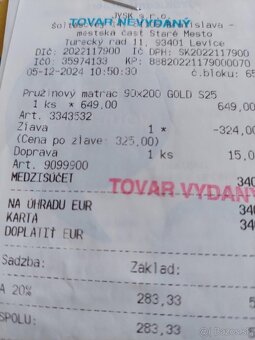 JYSK s.r.o.
TOVAR NEVYDANÝ
mestská časť Staré Mesto
Turecký rad 11, 93401 Levice
DIČ: 2022117900 IČ DPH: SK2022117900
IČO: 35974133 KP: 88820221179000070
05-12-2024 10:50:30 č.bloku: 65
Pružinový matrac 90x200 GOLD S25
1 ks * 649,00 649,00
Art. 3343532
Zľava 1 * -324,00
(Cena po zľave: 325,00)
Doprava 1 ks 15,0
Art. 9099900
MEDZISÚČET 340
TOVAR VYDANÝ
NA ÚHRADU EUR 340
KARTA 340
DOPLATIŤ EUR
Sadzba: Základ:
A 20% 283,33 5
SPOLU: 283,33 5